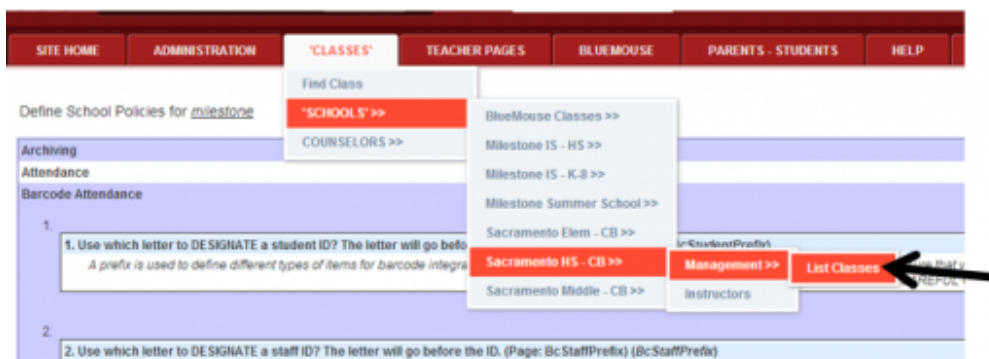 SITE HOME ADMINISTRATION 'CLASSES' TEACHER PAGES BLUEMOUSE PARENTS - STUDENTS HELP
Find Class
Define School Policies for milestone
'SCHOOLS' >>
BlueMouse Classes >>
COUNSELORS >>
Milestone IS - HS >>
Archiving
Attendance
Milestone IS - K-8 >>
Barcode Attendance
Milestone Summer School >>
1.
Sacramento Elem - CB >>
1. Use which letter to DESIGNATE a student ID? The letter will go befo
cStudentPrefix)
A prefix is used to define different types of items for barcode integra
Sacramento HS - CB >>
Management >>
List Classes
that
Sacramento Middle - CB >>
Instructors
2.
2. Use which letter to DESIGNATE a staff ID? The letter will go before the ID. (Page: BcStaffPrefix) (BcStaffPrefix)